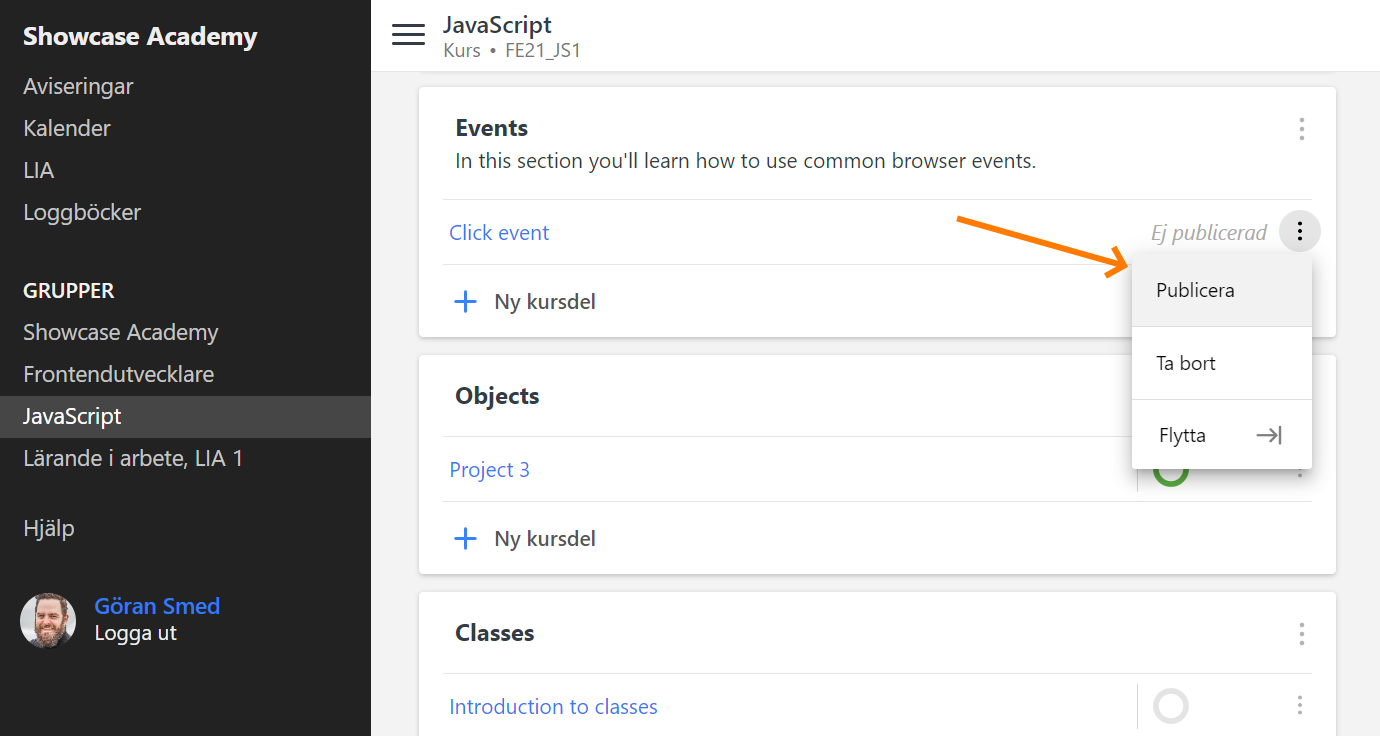 Showcase Academy
Aviseringar
Kalender
LIA
Loggböcker
GRUPPER
Showcase Academy
Frontendutvecklare
JavaScript
Lärande i arbete, LIA 1
Hjälp
Göran Smed
Logga ut
JavaScript
Kurs • FE21_JS1
Events
In this section you'll learn how to use common browser events.
Click event
Ej publicerad
Publicera
Ta bort
Flytta
Ny kursdel
Objects
Project 3
Ny kursdel
Classes
Introduction to classes